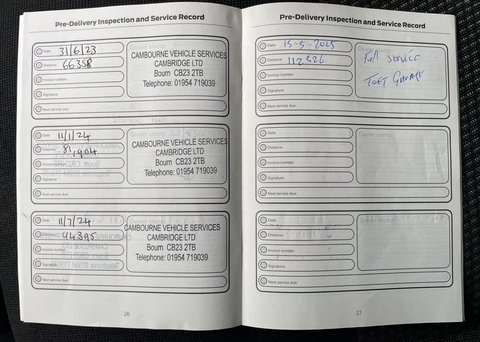 Pre-Delivery Inspection and Service Record
Date 31/6/23
Distance: 66358
Invoice number:
Signature:
Next service due:
CAMBOURNE VEHICLE SERVICES
CAMBRIDGE LTD
Bourn CB23 2TB
Telephone: 01954 719039
Date: 11/1/24
Distance: 81,904
Invoice number:
Signature:
Next service due:
CAMBOURNE VEHICLE SERVICES
CAMBRIDGE LTD
Bourn CB23 2TB
Telephone: 01954 719039
Date: 11/7/24
Distance: 94395
Invoice number:
Signature:
Next service due:
CAMBOURNE VEHICLE SERVICES
CAMBRIDGE LTD
Bourn CB23 2TB
Telephone: 01954 719039
26
Pre-Delivery Inspection and Service Record
Date: 15-5-2025
Distance: 112526
Invoice number:
Signature:
Next service due:
Full Service
Toft Garage
Date:
Distance:
Invoice number:
Signature:
Next service due:
Date:
Distance:
Invoice number:
Signature:
Next service due:
27